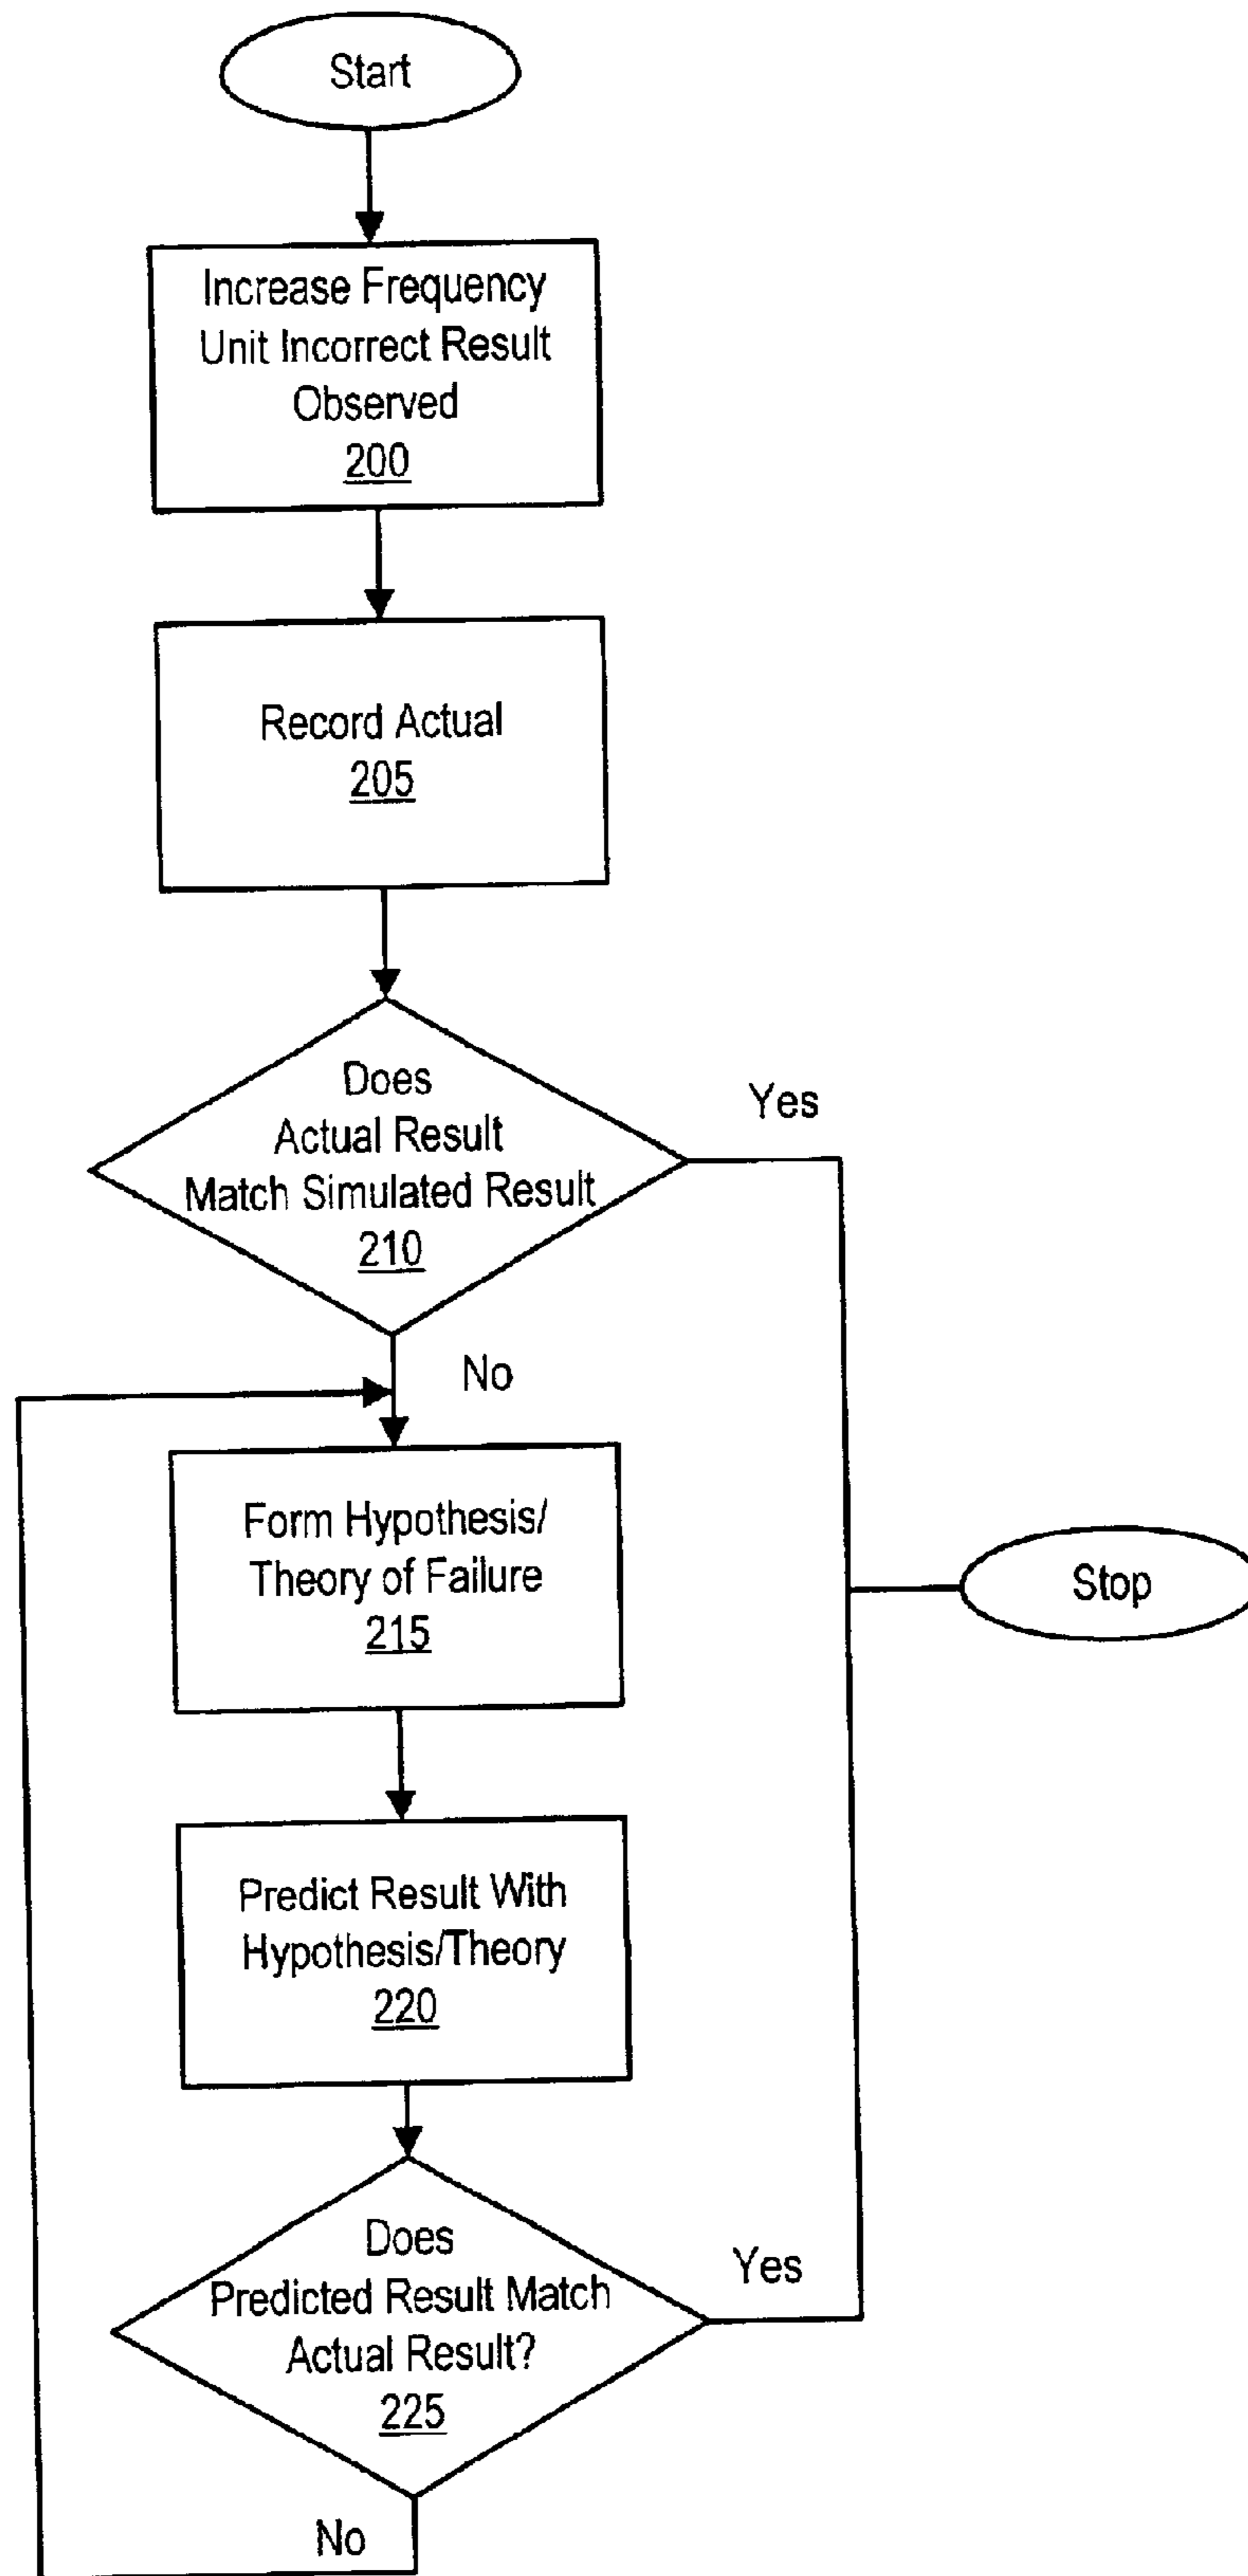 Start
Increase Frequency
Unit Incorrect Result
Observed
200
Record Actual
205
Does
Actual Result
Match Simulated Result
210
Yes
No
Form Hypothesis/
Theory of Failure
215
Stop
Predict Result With
Hypothesis/Theory
220
Does
Predicted Result Match
Actual Result?
225
Yes
No